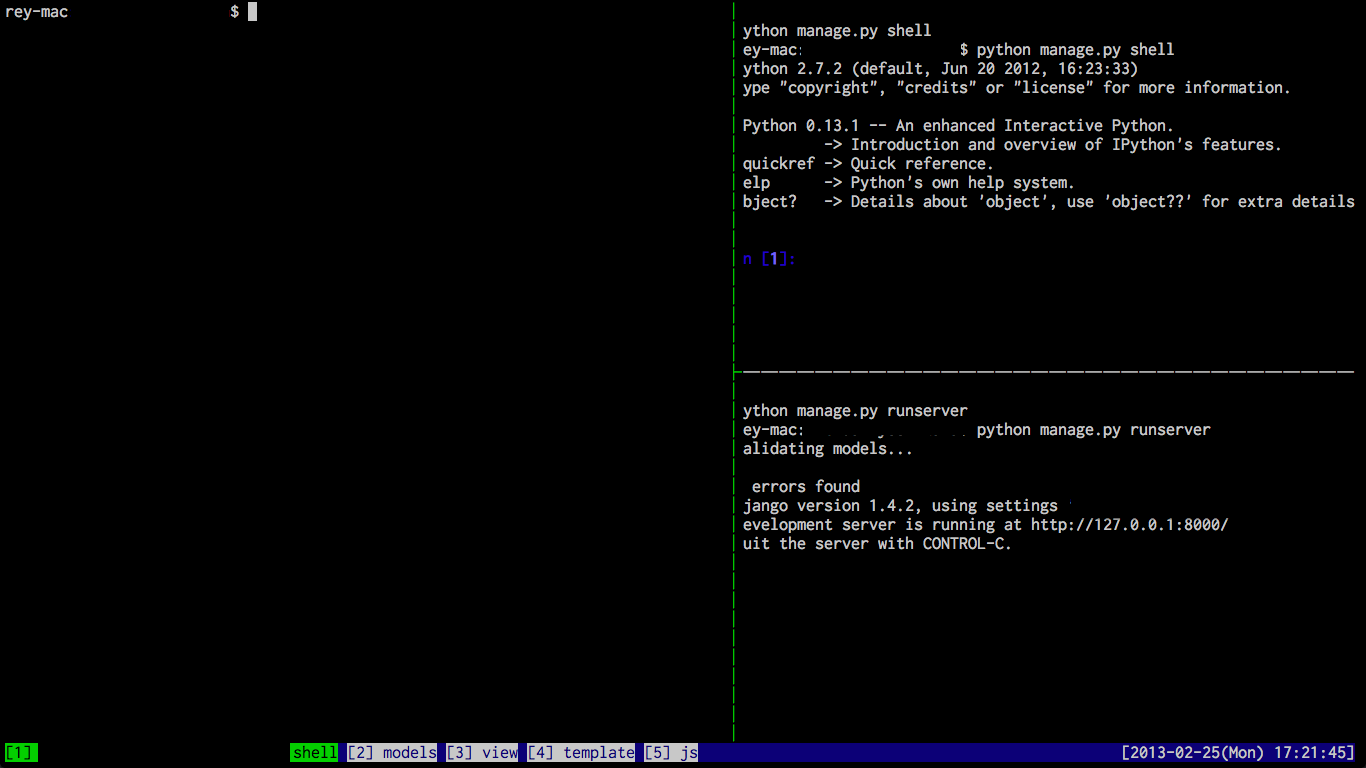 rey-mac $
ython manage.py shell
ey-mac: $ python manage.py shell
ython 2.7.2 (default, Jun 20 2012, 16:23:33)
ype "copyright", "credits" or "license" for more information.
Python 0.13.1 -- An enhanced Interactive Python.
-> Introduction and overview of IPython's features.
quickref -> Quick reference.
elp -> Python's own help system.
bject? -> Details about 'object', use 'object??' for extra details
n [1]:
ython manage.py runserver
ey-mac: python manage.py runserver
alidating models...
errors found
jango version 1.4.2, using settings
evelopment server is running at http://127.0.0.1:8000/
uit the server with CONTROL-C.
[1] shell [2] models [3] view [4] template [5] js [2013-02-25(Mon) 17:21:45]